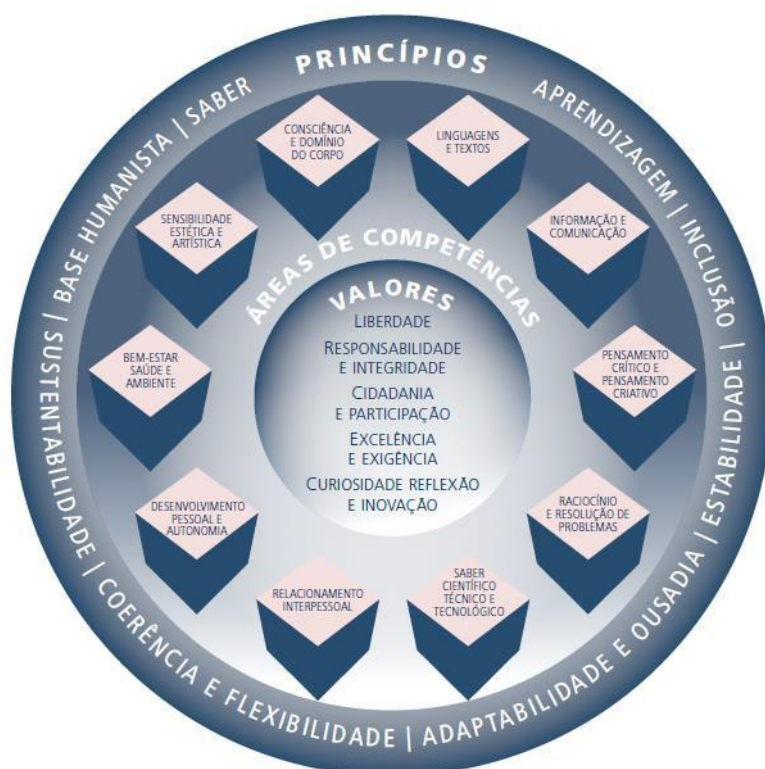 PRINCÍPIOS
APRENDIZAGEM | INCLUSÃO | ESTABILIDADE | ADAPTABILIDADE E OUSADIA | COERÊNCIA E FLEXIBILIDADE | SUSTENTABILIDADE | BASE HUMANISTA | SABER
CONSCIÊNCIA
E DOMÍNIO
DO CORPO
LINGUAGENS
E TEXTOS
INFORMAÇÃO E
COMUNICAÇÃO
PENSAMENTO
CRÍTICO E
PENSAMENTO
CRIATIVO
RACIOCÍNIO
E RESOLUÇÃO DE
PROBLEMAS
SABER
CIENTÍFICO
TÉCNICO E
TECNOLÓGICO
RELACIONAMENTO
INTERPESSOAL
DESENVOLVIMENTO
PESSOAL E
AUTONOMIA
BEM-ESTAR
SAÚDE E
AMBIENTE
SENSIBILIDADE
ESTÉTICA E
ARTÍSTICA
ÁREAS DE COMPETÊNCIAS
VALORES
LIBERDADE
RESPONSABILIDADE
E INTEGRIDADE
CIDADANIA
E PARTICIPAÇÃO
EXCELÊNCIA
E EXIGÊNCIA
CURIOSIDADE REFLEXÃO
E INOVAÇÃO